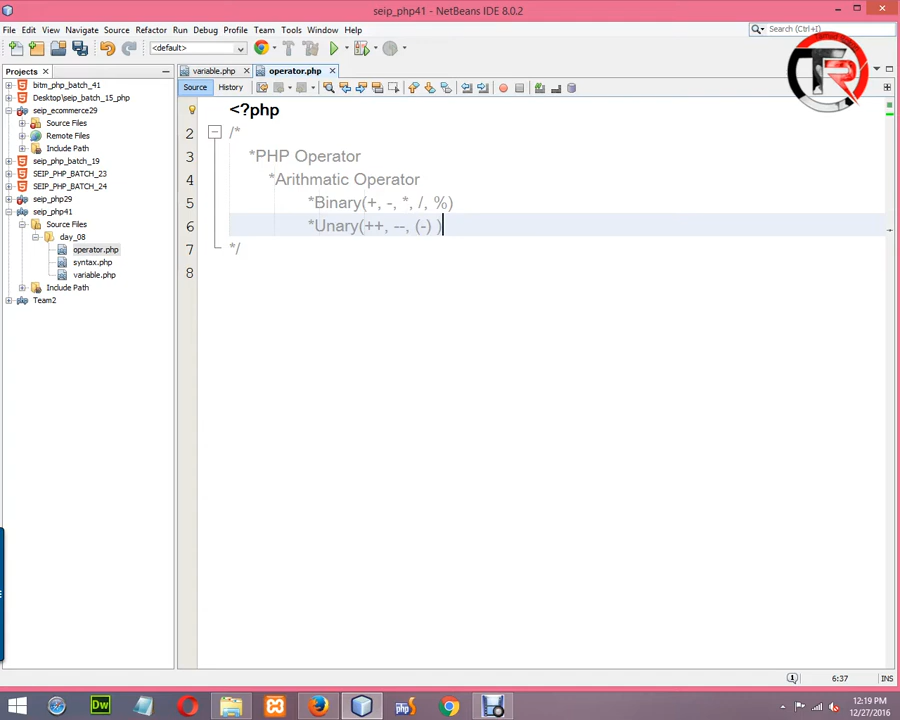 seip_php41 - NetBeans IDE 8.0.2
File Edit View Navigate Source Refactor Run Debug Profile Team Tools Window Help
Search (Ctrl+I)
<default>
Projects
variable.php
operator.php
Source History
bitm_php_batch_41
Desktop\seip_batch_15_php
seip_ecommerce29
Source Files
Remote Files
Include Path
seip_php_batch_19
SEIP_PHP_BATCH_23
SEIP_PHP_BATCH_24
seip_php29
seip_php41
Source Files
day_08
operator.php
syntax.php
variable.php
Include Path
Team2
<?php
2 /*
3 *PHP Operator
4 *Arithmatic Operator
5 *Binary(+, -, *, /, %)
6 *Unary(++, --, (-) )
7 */
8
TR
6:37 INS
Dw
php
12:19 PM
12/27/2016